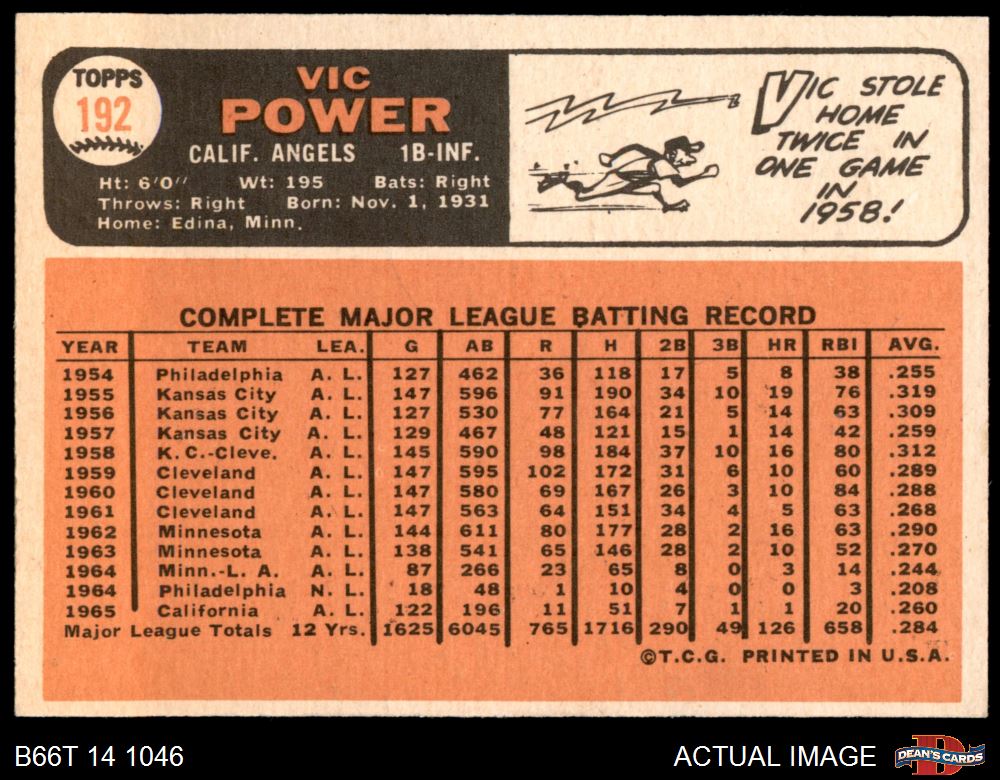 TOPPS
192
VIC
POWER
CALIF. ANGELS 1B-INF.
Ht: 6'0" Wt: 195 Bats: Right
Throws: Right Born: Nov. 1, 1931
Home: Edina, Minn.
VIC STOLE
HOME
TWICE IN
ONE GAME
IN
1958!
COMPLETE MAJOR LEAGUE BATTING RECORD
YEAR TEAM LEA. G AB R H 2B 3B HR RBI AVG.
1954 Philadelphia A. L. 127 462 36 118 17 5 8 38 .255
1955 Kansas City A. L. 147 596 91 190 34 10 19 76 .319
1956 Kansas City A. L. 127 530 77 164 21 5 14 63 .309
1957 Kansas City A. L. 129 467 48 121 15 1 14 42 .259
1958 K. C.-Cleve. A. L. 145 590 98 184 37 10 16 80 .312
1959 Cleveland A. L. 147 595 102 172 31 6 10 60 .289
1960 Cleveland A. L. 147 580 69 167 26 3 10 84 .288
1961 Cleveland A. L. 147 563 64 151 34 4 5 63 .268
1962 Minnesota A. L. 144 611 80 177 28 2 16 63 .290
1963 Minnesota A. L. 138 541 65 146 28 2 10 52 .270
1964 Minn.-L. A. A. L. 87 266 23 65 8 0 3 14 .244
1964 Philadelphia N. L. 18 48 1 10 4 0 0 3 .208
1965 California A. L. 122 196 11 51 7 1 1 20 .260
Major League Totals 12 Yrs. 1625 6045 765 1716 290 49 126 658 .284
©T.C.G. PRINTED IN U.S.A.
B66T 14 1046
ACTUAL IMAGE
DEAN'S CARDS